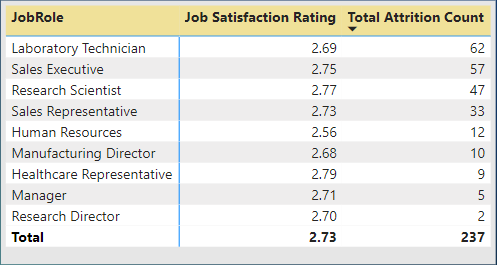 JobRole Job Satisfaction Rating Total Attrition Count
Laboratory Technician 2.69 62
Sales Executive 2.75 57
Research Scientist 2.77 47
Sales Representative 2.73 33
Human Resources 2.56 12
Manufacturing Director 2.68 10
Healthcare Representative 2.79 9
Manager 2.71 5
Research Director 2.70 2
Total 2.73 237